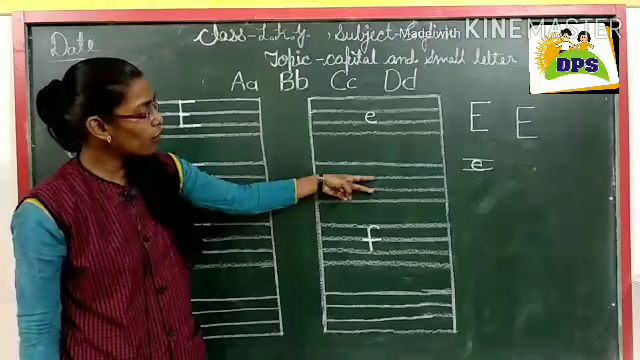 Made with KINEMASTER
Date
Class-L.K.G. , Subject-English
Topic-capital and small letter
DPS
Aa Bb Cc Dd
E
e
E E
e
f